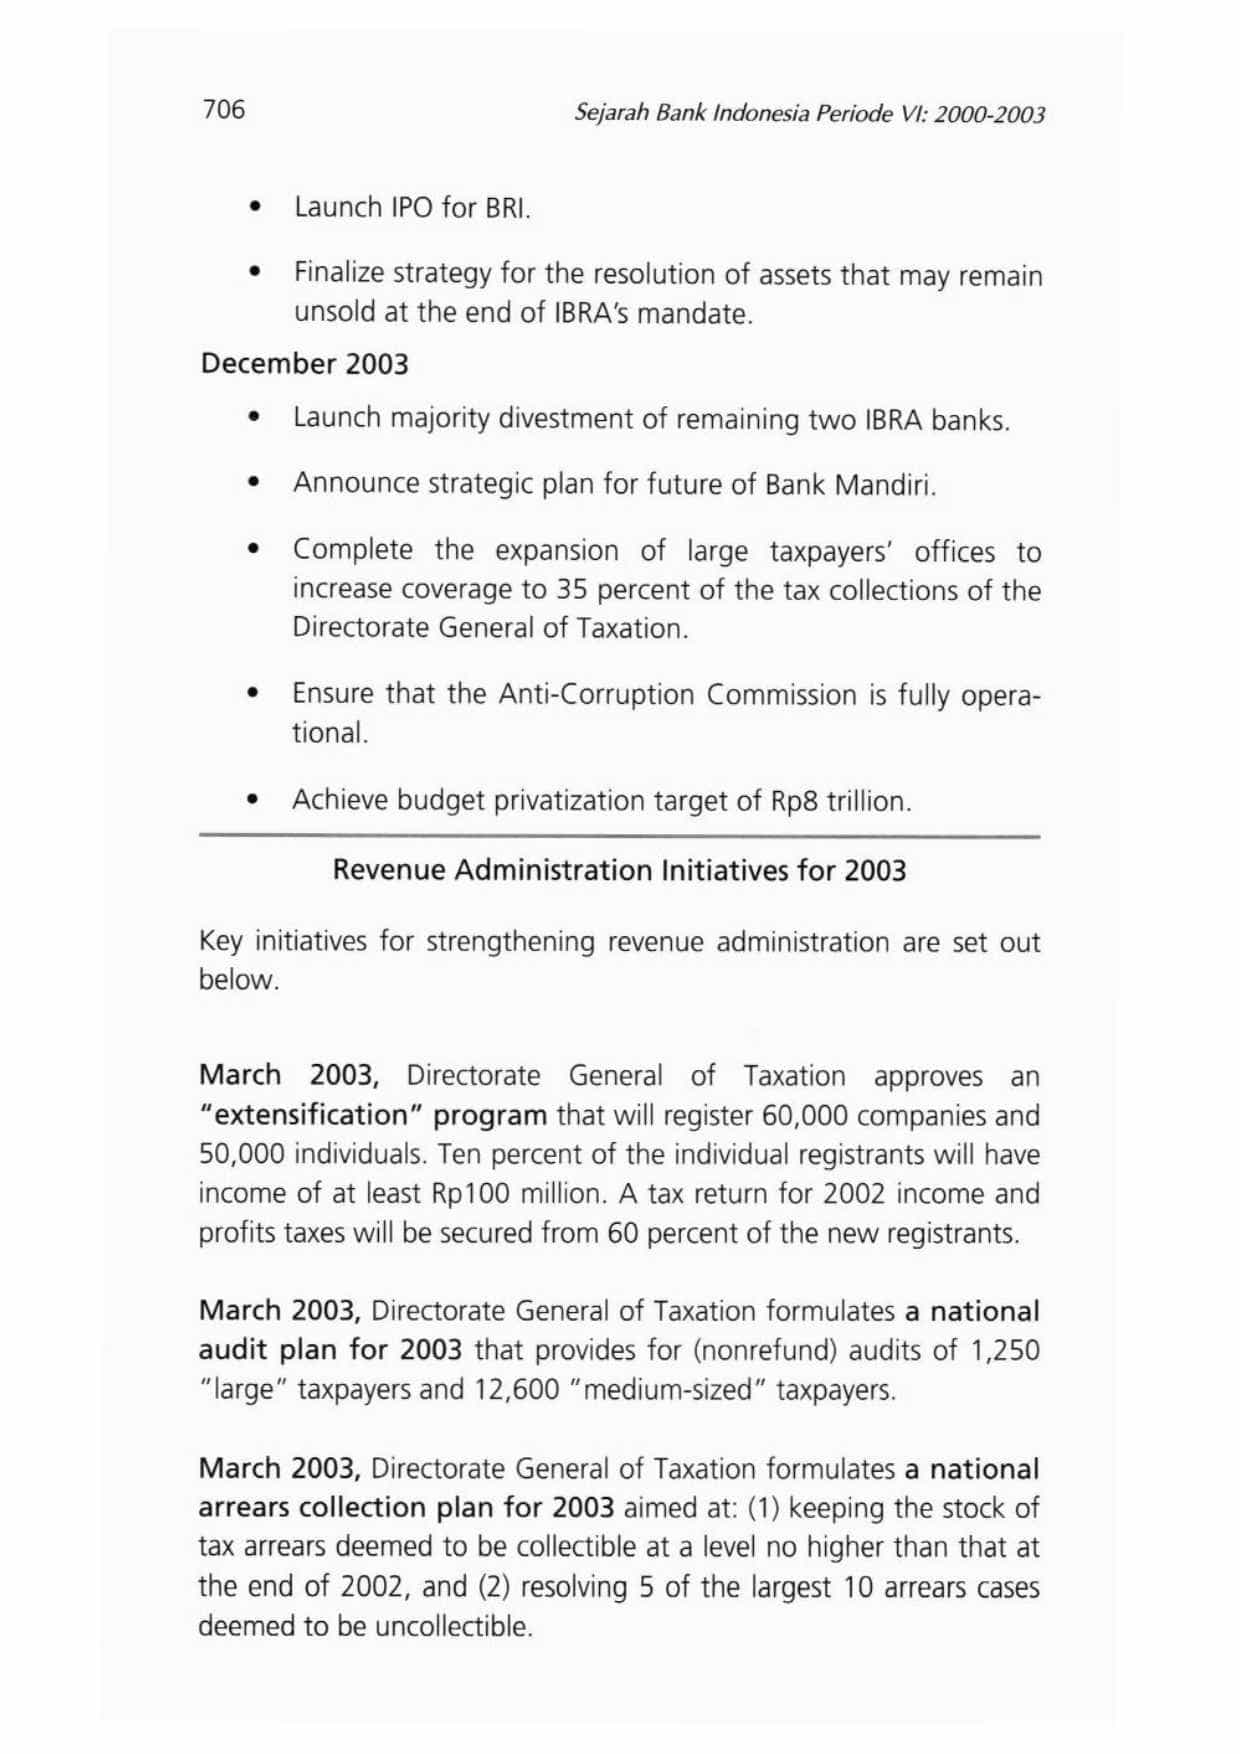 706
Sejarah Bank Indonesia Periode VI: 2000-2003
• Launch IPO for BRI.
• Finalize strategy for the resolution of assets that may remain
unsold at the end of IBRA's mandate.
December 2003
• Launch majority divestment of remaining two IBRA banks.
• Announce strategic plan for future of Bank Mandiri.
• Complete the expansion of large taxpayers' offices to
increase coverage to 35 percent of the tax collections of the
Directorate General of Taxation.
• Ensure that the Anti-Corruption Commission is fully opera-
tional.
• Achieve budget privatization target of Rp8 trillion.
Revenue Administration Initiatives for 2003
Key initiatives for strengthening revenue administration are set out
below.
March 2003, Directorate General of Taxation approves an
"extensification" program that will register 60,000 companies and
50,000 individuals. Ten percent of the individual registrants will have
income of at least Rp100 million. A tax return for 2002 income and
profits taxes will be secured from 60 percent of the new registrants.
March 2003, Directorate General of Taxation formulates a national
audit plan for 2003 that provides for (nonrefund) audits of 1,250
"large" taxpayers and 12,600 "medium-sized" taxpayers.
March 2003, Directorate General of Taxation formulates a national
arrears collection plan for 2003 aimed at: (1) keeping the stock of
tax arrears deemed to be collectible at a level no higher than that at
the end of 2002, and (2) resolving 5 of the largest 10 arrears cases
deemed to be uncollectible.